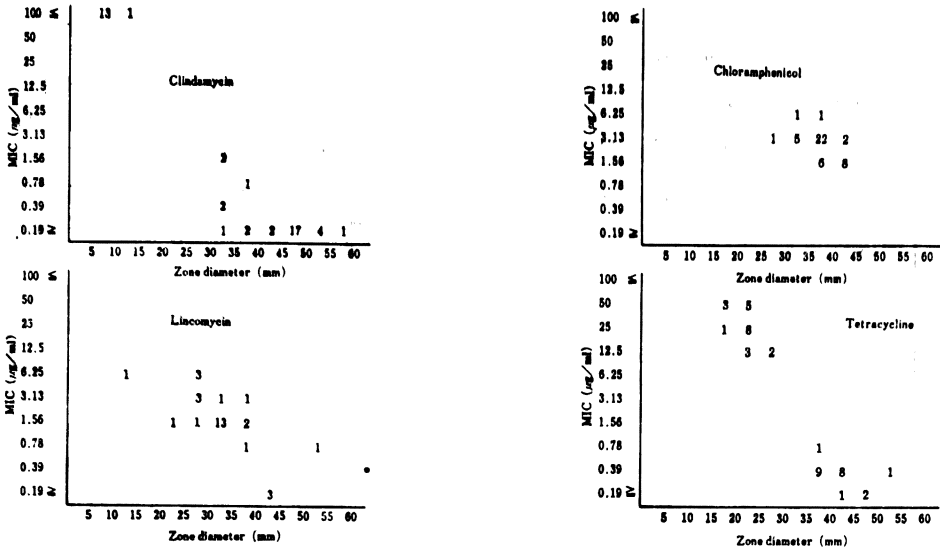 MIC (μg/ml)
100 ≦ 13 1
50
25
Clindamycin
12.5
6.25
3.13
1.56 2
0.78 1
0.39 2
0.19 ≧ 1 2 2 17 4 1
5 10 15 20 25 30 35 40 45 50 55 60
Zone diameter (mm)
MIC (μg/ml)
100 ≦
50
25
Chloramphenicol
12.5
6.25 1 1
3.13 1 5 22 2
1.56 6 8
0.78
0.39
0.19 ≧
5 10 15 20 25 30 35 40 45 50 55 60
Zone diameter (mm)
MIC (μg/ml)
100 ≦
50
23 Lincomycin
12.5
6.25 1 3
3.13 3 1 1
1.56 1 1 13 2
0.78 1 1
0.39
0.19 ≧ 3
5 10 15 20 25 30 35 40 45 50 55 60
Zone diameter (mm)
MIC (μg/ml)
100 ≦
50 3 5
Tetracycline
25 1 8
12.5 3 2
6.25
3.13
1.56
0.78 1
0.39 9 8 1
0.19 ≧ 1 2
5 10 15 20 25 30 35 40 45 50 55 60
Zone diameter (mm)